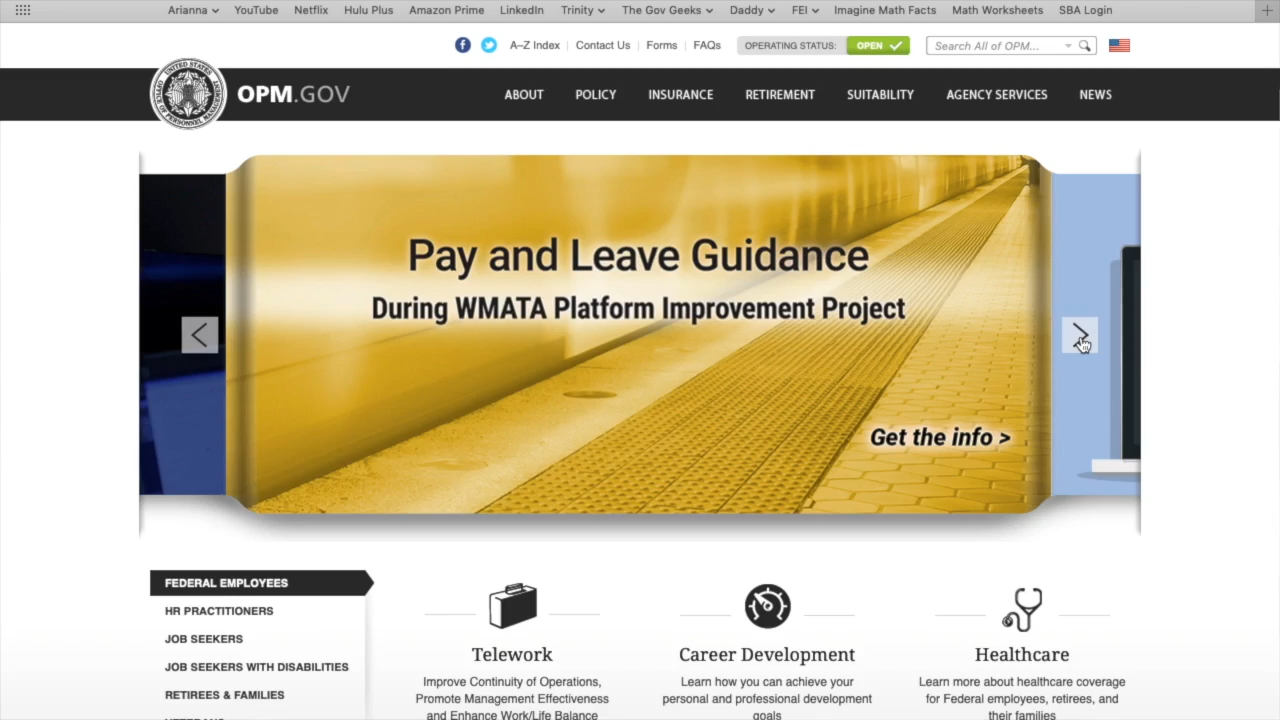 Arianna YouTube Netflix Hulu Plus Amazon Prime LinkedIn Trinity The Gov Geeks Daddy FEI Imagine Math Facts Math Worksheets SBA Login
A–Z Index Contact Us Forms FAQs OPERATING STATUS: OPEN Search All of OPM...
OPM.GOV ABOUT POLICY INSURANCE RETIREMENT SUITABILITY AGENCY SERVICES NEWS
Pay and Leave Guidance
During WMATA Platform Improvement Project
Get the info >
FEDERAL EMPLOYEES
HR PRACTITIONERS
JOB SEEKERS
JOB SEEKERS WITH DISABILITIES
RETIREES & FAMILIES
Telework
Improve Continuity of Operations,
Promote Management Effectiveness
and Enhance Work/Life Balance
Career Development
Learn how you can achieve your
personal and professional development
goals
Healthcare
Learn more about healthcare coverage
for Federal employees, retirees, and
their families